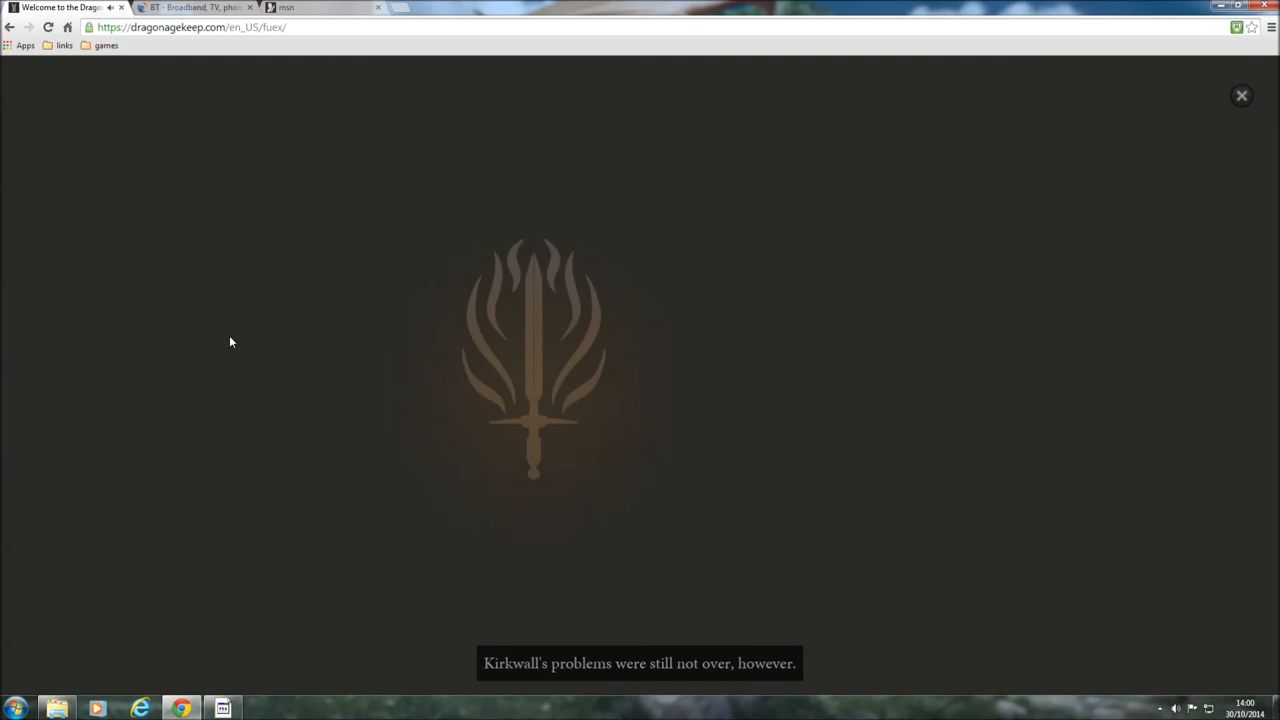 Welcome to the Drago
BT - Broadband, TV, phon
msn
https://dragonagekeep.com/en_US/fuex/
Apps
links
games
Kirkwall's problems were still not over, however.
14:00
30/10/2014